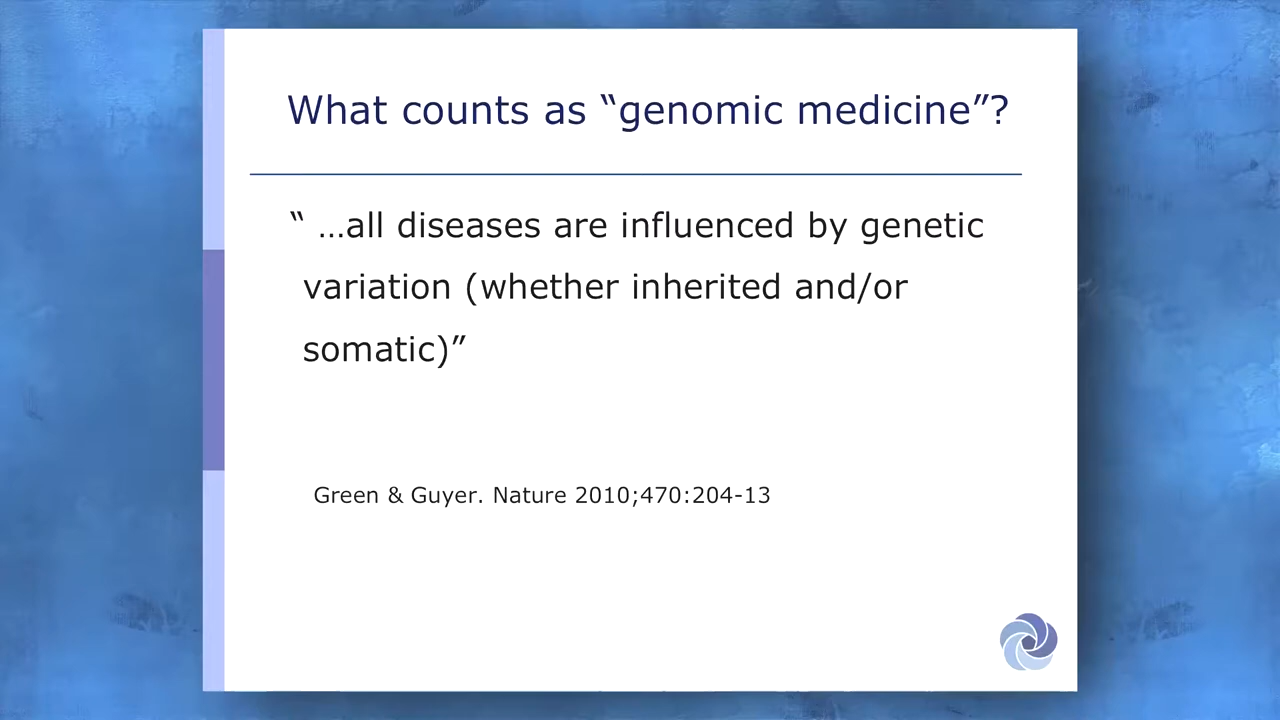 What counts as “genomic medicine”?
“ …all diseases are influenced by genetic
variation (whether inherited and/or
somatic)”
Green & Guyer. Nature 2010;470:204-13